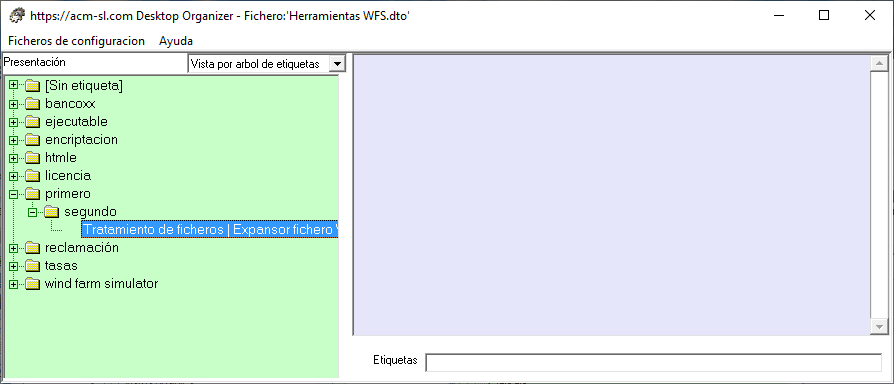 https://acm-sl.com Desktop Organizer - Fichero:'Herramientas WFS.dto'
Ficheros de configuracion Ayuda
Presentación Vista por arbol de etiquetas
[Sin etiqueta]
bancoxx
ejecutable
encriptacion
htmle
licencia
primero
segundo
Tratamiento de ficheros | Expansor fichero
reclamación
tasas
wind farm simulator
Etiquetas